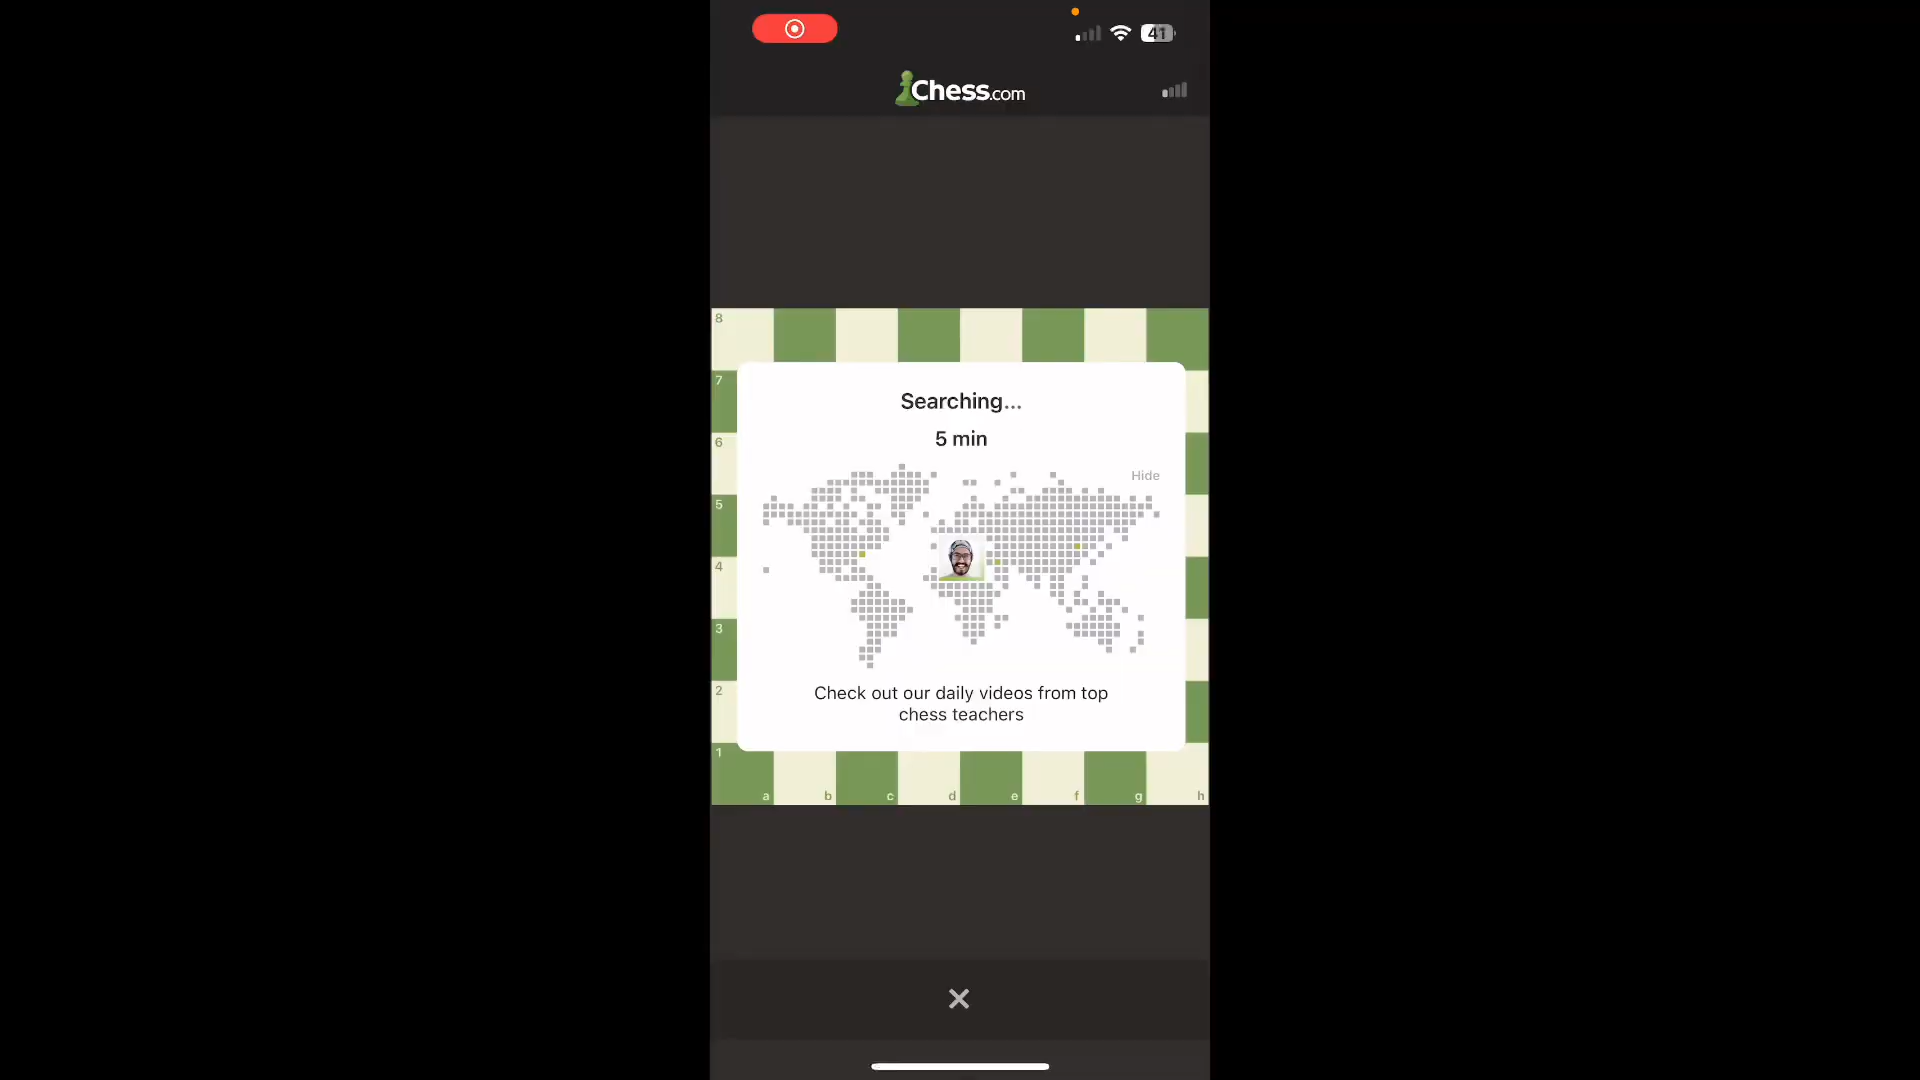 41
Chess.com
8
Searching...
7
5 min
6
Hide
5
4
3
Check out our daily videos from top
2
chess teachers
1
a b c d e f g h